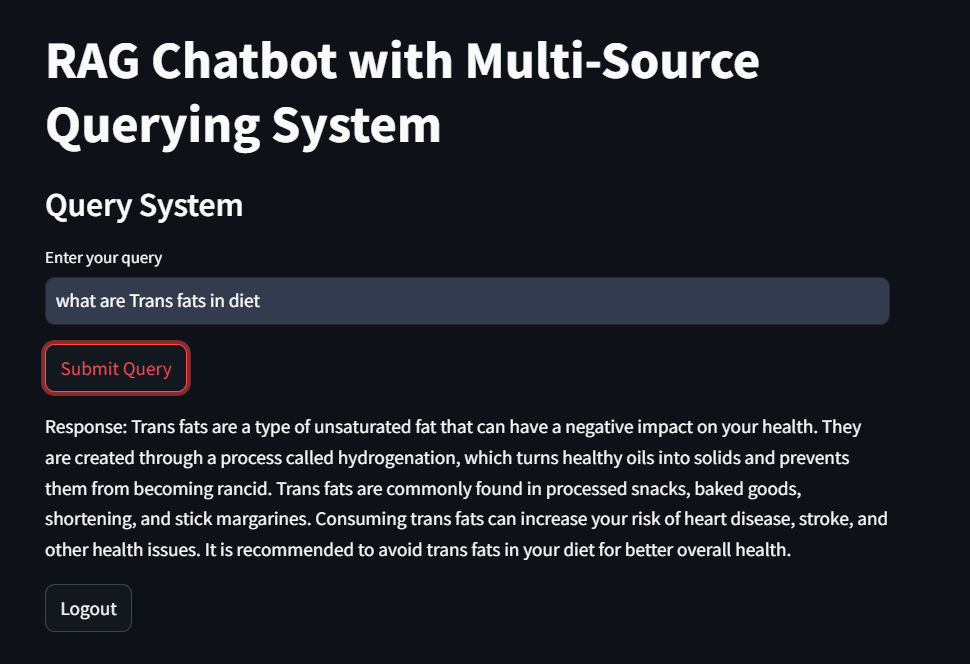 RAG Chatbot with Multi-Source
Querying System
Query System
Enter your query
what are Trans fats in diet
Submit Query
Response: Trans fats are a type of unsaturated fat that can have a negative impact on your health. They
are created through a process called hydrogenation, which turns healthy oils into solids and prevents
them from becoming rancid. Trans fats are commonly found in processed snacks, baked goods,
shortening, and stick margarines. Consuming trans fats can increase your risk of heart disease, stroke, and
other health issues. It is recommended to avoid trans fats in your diet for better overall health.
Logout